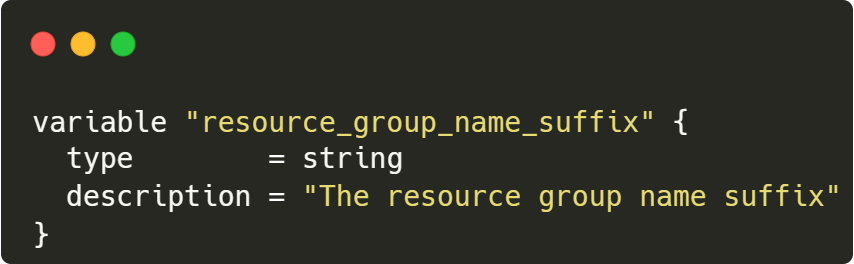 variable "resource_group_name_suffix" {
  type        = string
  description = "The resource group name suffix"
}